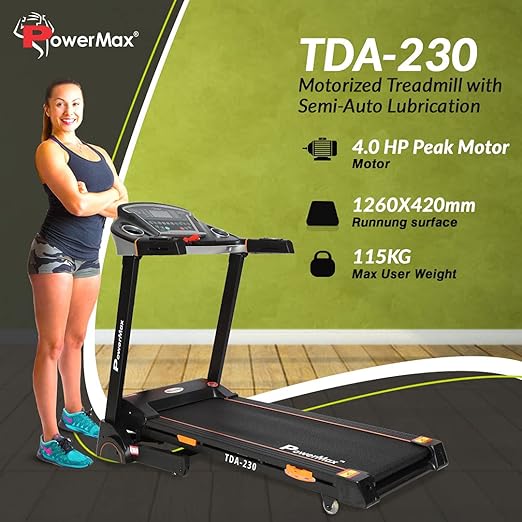 PowerMax®
TDA-230
Motorized Treadmill with
Semi-Auto Lubrication
4.0 HP Peak Motor
Motor
1260X420mm
Runnung surface
115KG
Max User Weight
PowerMax
PowerMax
TDA-230